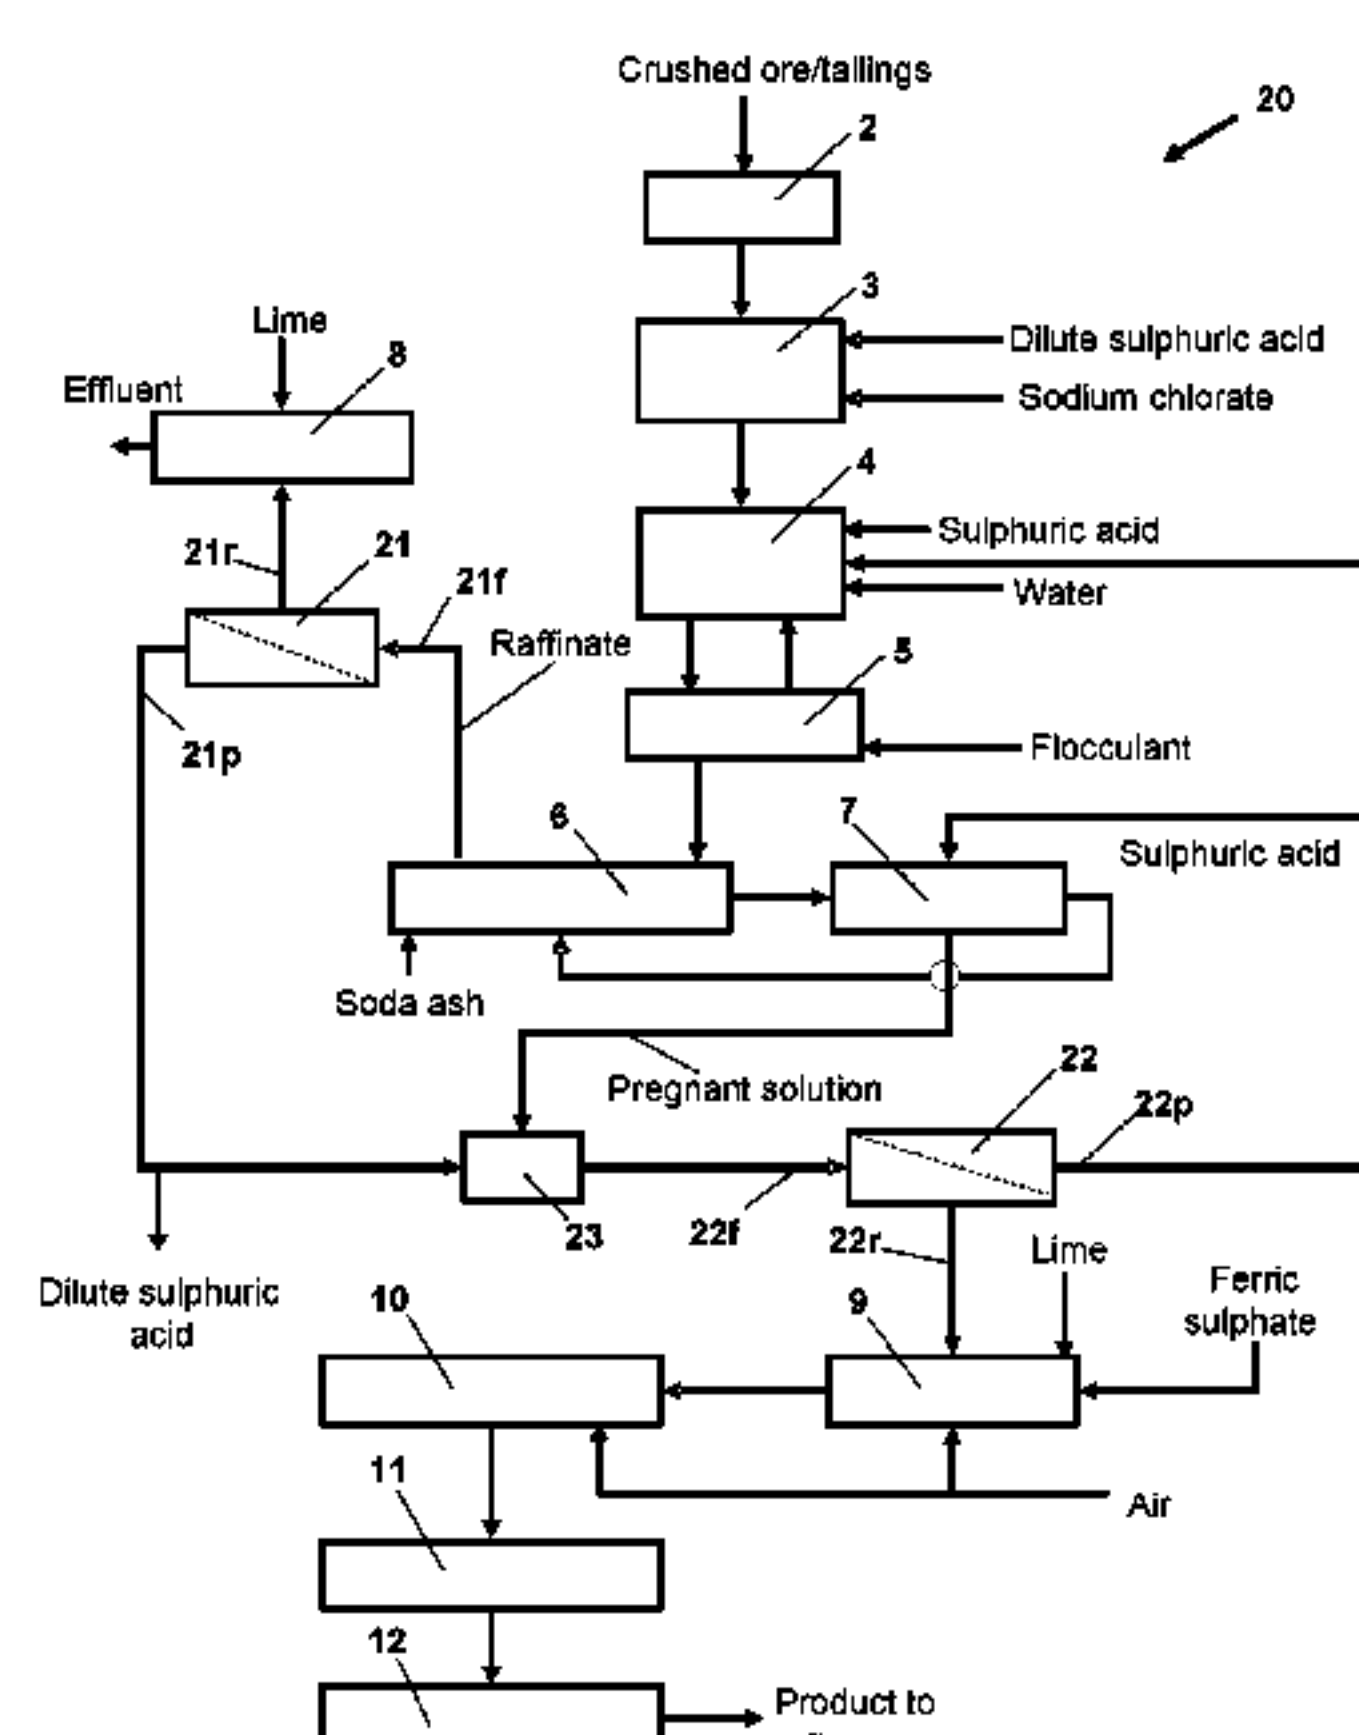 Crushed ore/tallings
20
2
3
Lime
Dilute sulphuric acid
8
Effluent
Sodium chlorate
4
Sulphuric acid
21r
21
21f
Water
Raffinate
5
21p
Flocculant
6
7
Sulphuric acid
Soda ash
22
Pregnant solution
22p
23
22f
22r
Lime
Dilute sulphuric
acid
10
9
Ferric
sulphate
11
Air
12
Product to